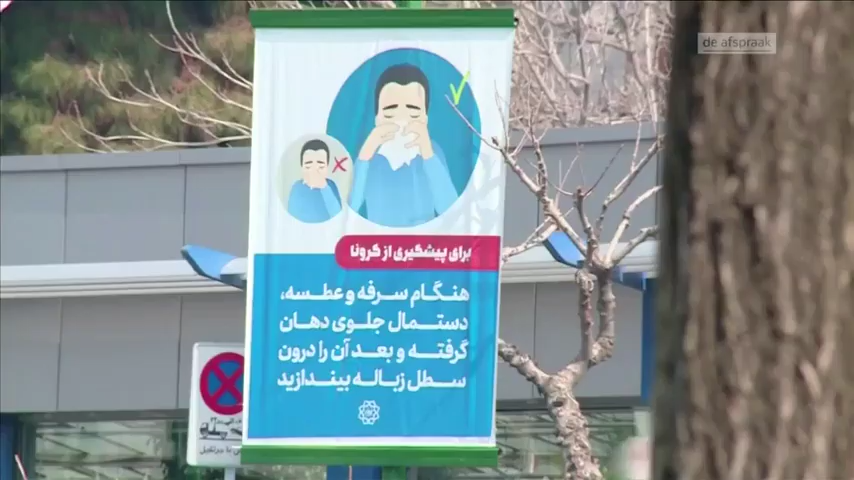 de afspraak
برای پیشگیری از کرونا
هنگام سرفه و عطسه،
دستمال جلوی دهان
گرفته و بعد آن را درون
سطل زباله بیندازید